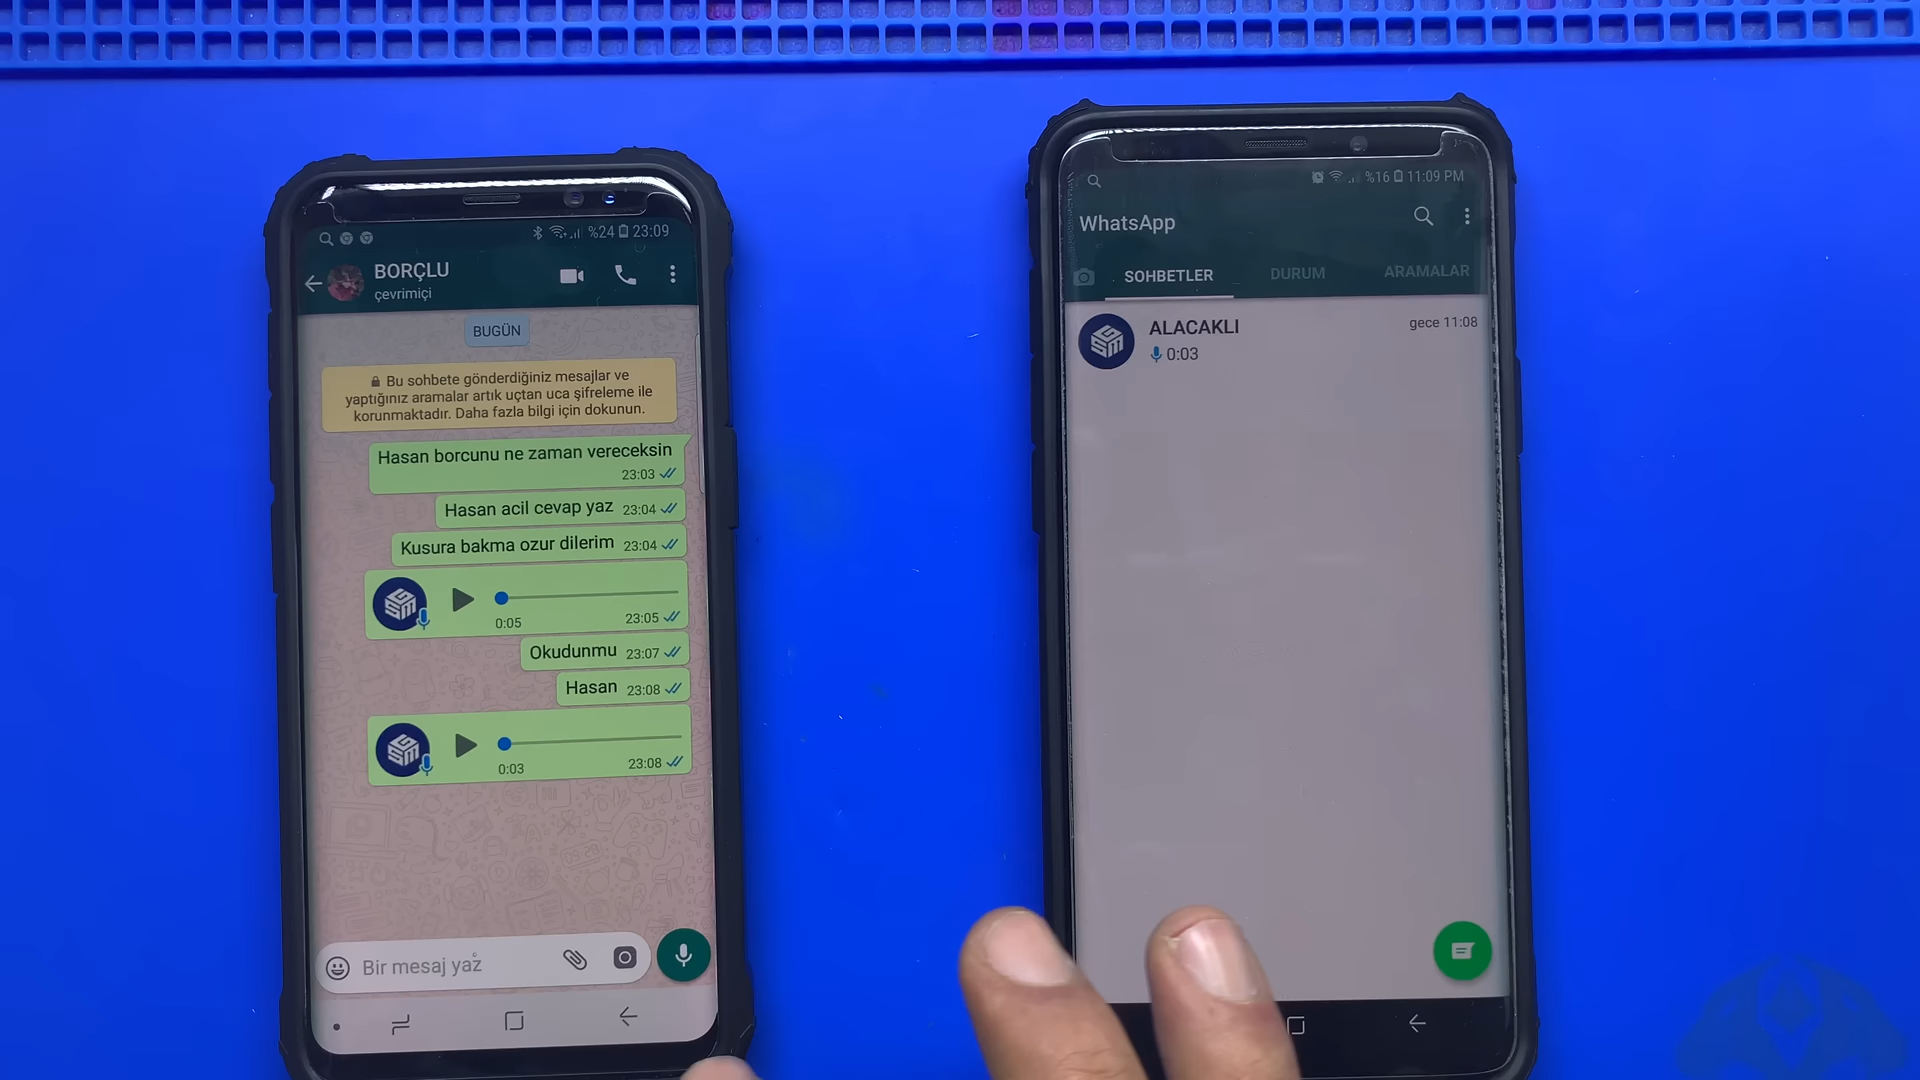 %24 23:09
BORÇLU
çevrimiçi
BUGÜN
Bu sohbete gönderdiğiniz mesajlar ve
yaptığınız aramalar artık uçtan uca şifreleme ile
korunmaktadır. Daha fazla bilgi için dokunun.
Hasan borcunu ne zaman vereceksin
23:03
Hasan acil cevap yaz 23:04
Kusura bakma ozur dilerim 23:04
0:05 23:05
Okudunmu 23:07
Hasan 23:08
0:03 23:08
Bir mesaj yaz
%16 11:09 PM
WhatsApp
SOHBETLER DURUM ARAMALAR
ALACAKLI gece 11:08
0:03